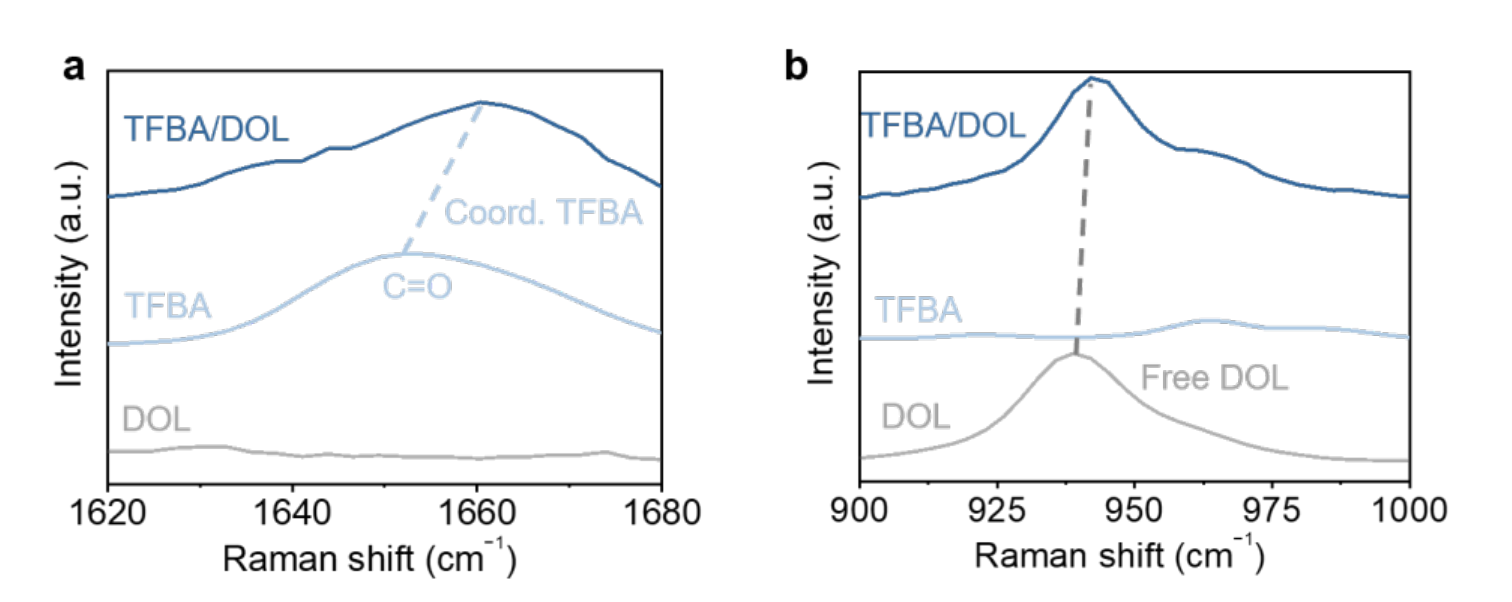 a
TFBA/DOL
Coord. TFBA
C=O
TFBA
DOL
Intensity (a.u.)
1620 1640 1660 1680
Raman shift (cm⁻¹)
b
TFBA/DOL
TFBA
Free DOL
DOL
Intensity (a.u.)
900 925 950 975 1000
Raman shift (cm⁻¹)